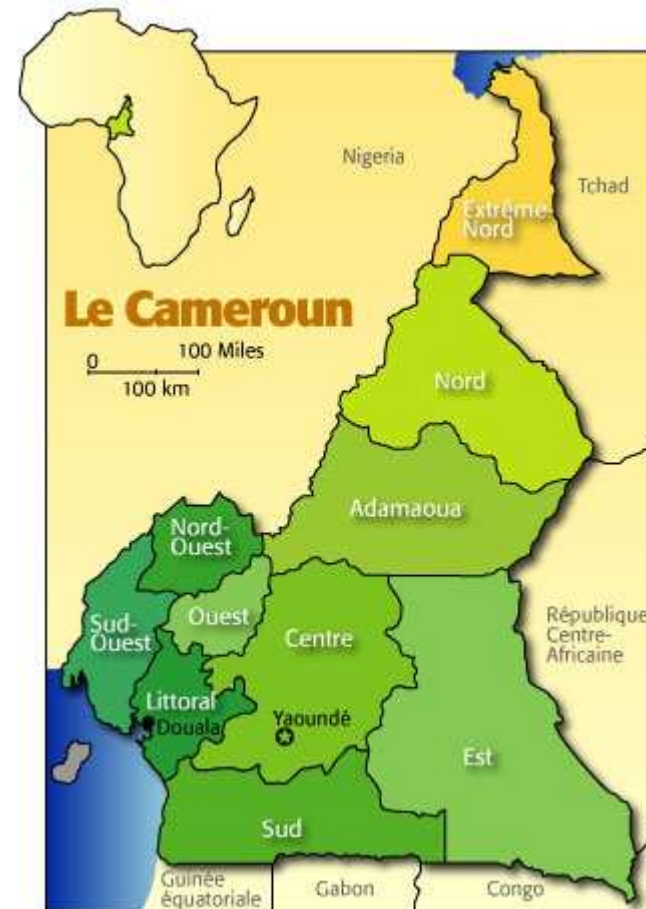 Nigeria
Tchad
Extrême-
Nord
Le Cameroun
0
100 Miles
100 km
Nord
Adamaoua
Nord-
Ouest
Sud-
Ouest
Ouest
Centre
République
Centre-
Africaine
Littoral
Douala
Yaoundé
Est
Sud
Guinée
équatoriale
Gabon
Congo